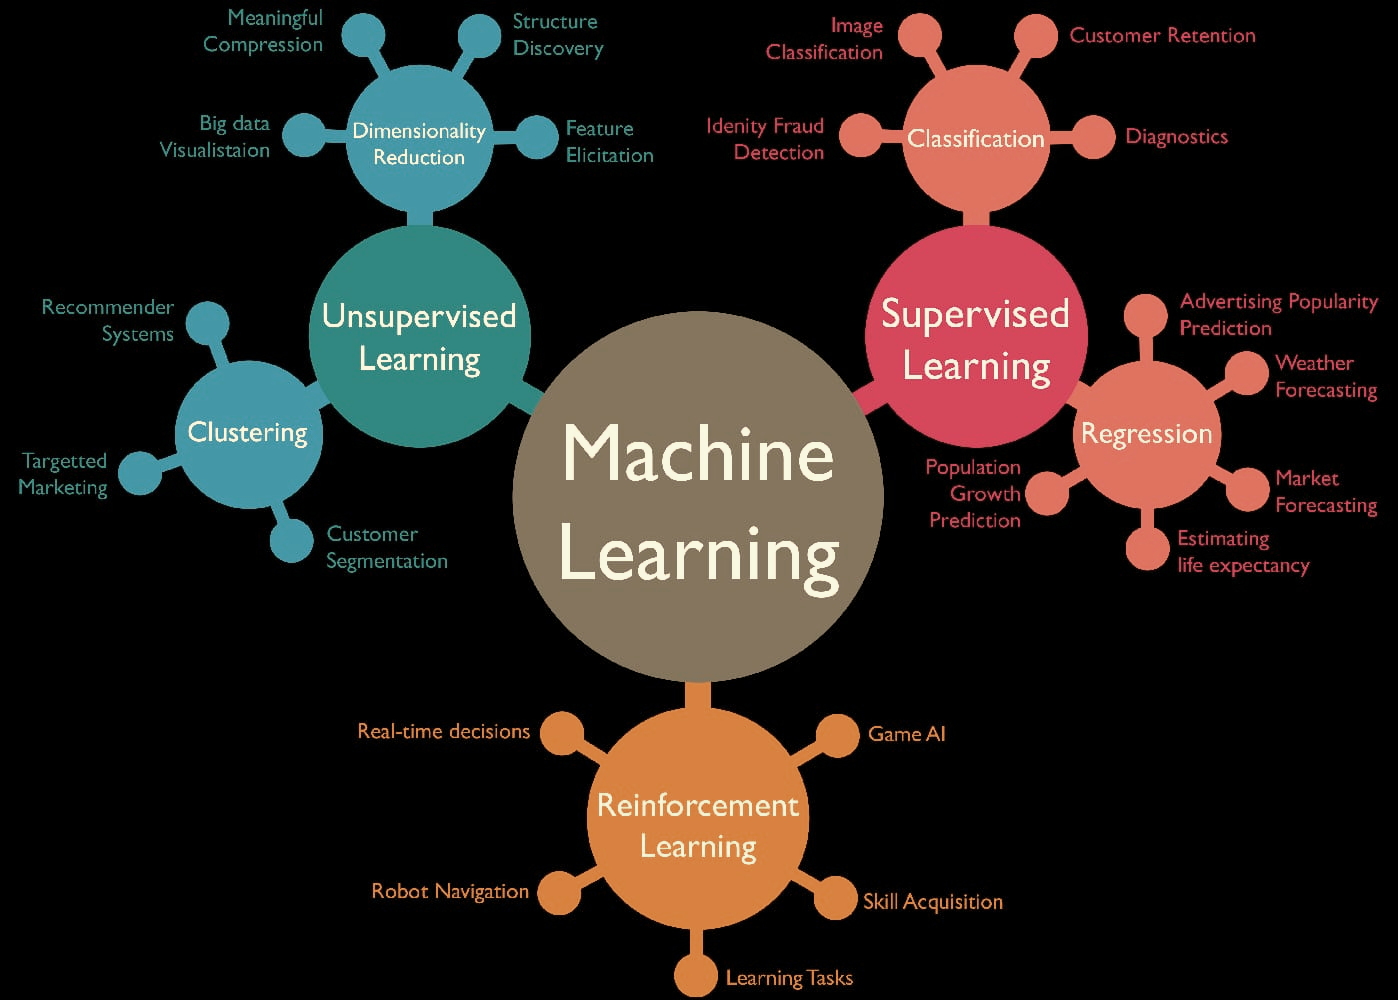 Meaningful
Compression
Structure
Discovery
Big data
Visualistaion
Dimensionality
Reduction
Feature
Elicitation
Image
Classification
Customer Retention
Idenity Fraud
Detection
Classification
Diagnostics
Unsupervised
Learning
Recommender
Systems
Clustering
Targetted
Marketing
Customer
Segmentation
Supervised
Learning
Advertising Popularity
Prediction
Weather
Forecasting
Regression
Population
Growth
Prediction
Market
Forecasting
Estimating
life expectancy
Machine
Learning
Real-time decisions
Game AI
Reinforcement
Learning
Robot Navigation
Skill Acquisition
Learning Tasks